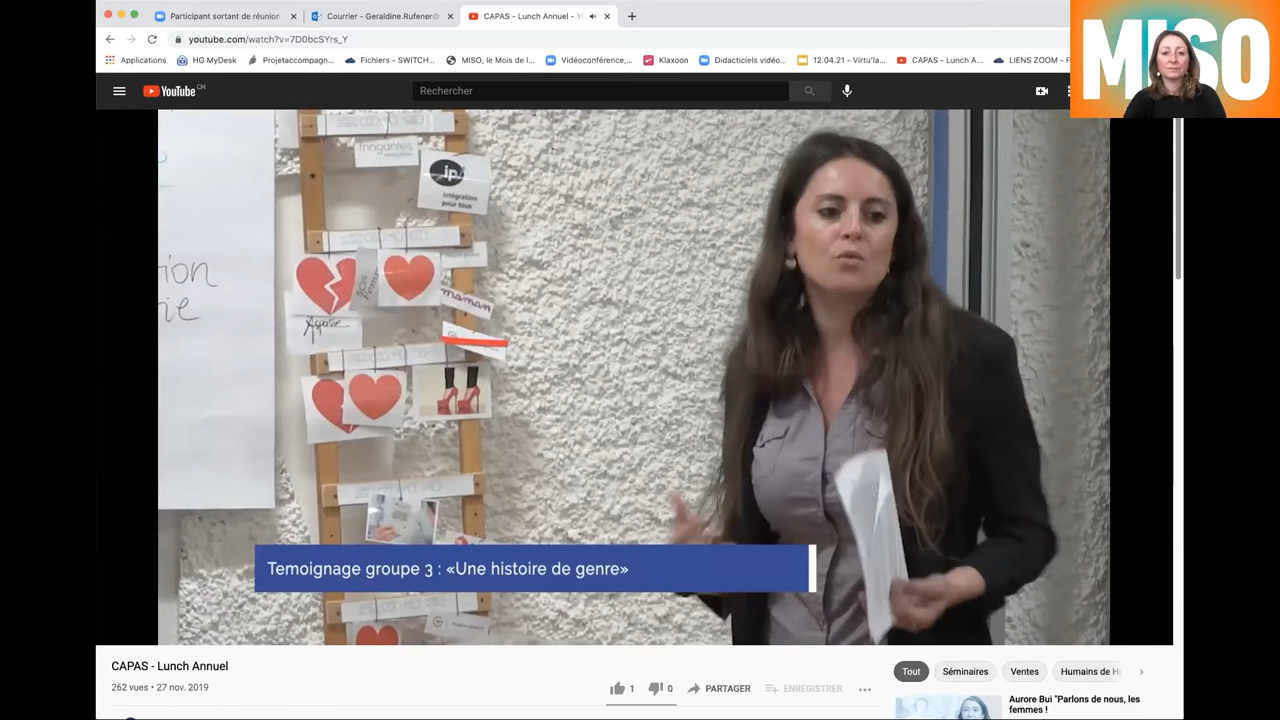 Participant sortant de réunion
Courrier - Geraldine.Rufener@
CAPAS - Lunch Annuel - Y
youtube.com/watch?v=7D0bcSYrs_Y
Applications
HG MyDesk
Projetaccompagn...
Fichiers - SWITCH...
MISO, le Mois de l...
Vidéoconférence,...
Klaxoon
Didacticiels vidéo...
12.04.21 - Virtu'la...
CAPAS - Lunch A...
LIENS ZOOM - F
MISO
YouTube CH
Rechercher
ip
intégration
pour tous
ion
ie
maman
Aspasie
Temoignage groupe 3 : «Une histoire de genre»
CAPAS - Lunch Annuel
262 vues • 27 nov. 2019
1
0
PARTAGER
ENREGISTRER
Tout
Séminaires
Ventes
Humains de H
Aurore Bui "Parlons de nous, les
femmes !